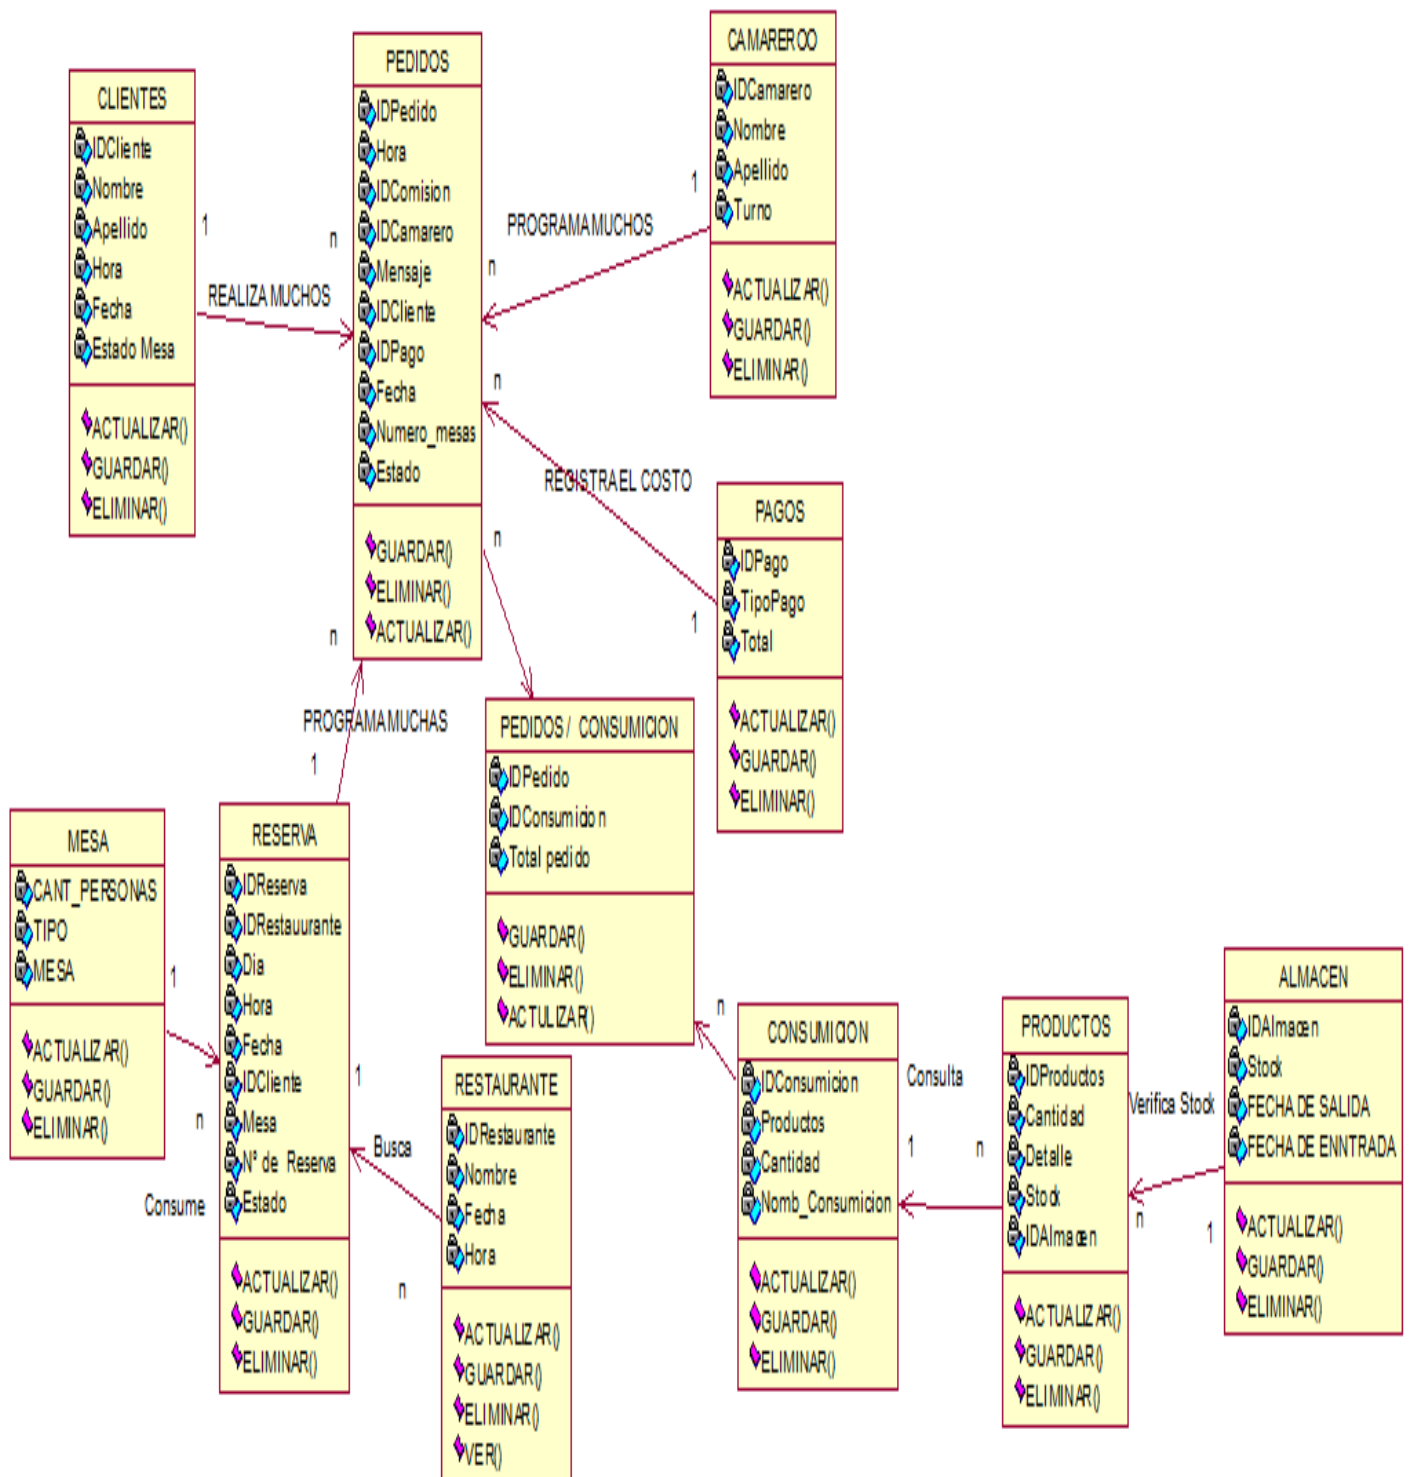 CLIENTES
IDCliente
Nombre
Apellido
Hora
Fecha
Estado Mesa
ACTUALIZAR()
GUARDAR()
ELIMINAR()
1
REALIZA MUCHOS
n
PEDIDOS
IDPedido
Hora
IDComision
IDCamarero
Mensaje
IDCliente
IDPago
Fecha
Numero_mesas
Estado
GUARDAR()
ELIMINAR()
ACTUALIZAR()
CAMAREROO
IDCamarero
Nombre
Apellido
Turno
ACTUALIZAR()
GUARDAR()
ELIMINAR()
1
PROGRAMA MUCHOS
n
n
REGISTRA EL COSTO
1
PAGOS
IDPago
TipoPago
Total
ACTUALIZAR()
GUARDAR()
ELIMINAR()
n
n
PROGRAMA MUCHAS
1
PEDIDOS / CONSUMICION
IDPedido
IDConsumicion
Total pedido
GUARDAR()
ELIMINAR()
ACTULIZAR()
MESA
CANT_PERSONAS
TIPO
MESA
ACTUALIZAR()
GUARDAR()
ELIMINAR()
1
n
Consume
RESERVA
IDReserva
IDRestauurante
Dia
Hora
Fecha
IDCliente
Mesa
Nº de Reserva
Estado
ACTUALIZAR()
GUARDAR()
ELIMINAR()
1
Busca
n
RESTAURANTE
IDRestaurante
Nombre
Fecha
Hora
ACTUALIZAR()
GUARDAR()
ELIMINAR()
VER()
n
CONSUMICION
IDConsumicion
Productos
Cantidad
Nomb_Consumicion
ACTUALIZAR()
GUARDAR()
ELIMINAR()
Consulta
1
n
PRODUCTOS
IDProductos
Cantidad
Detalle
Stock
IDAlmacen
ACTUALIZAR()
GUARDAR()
ELIMINAR()
Verifica Stock
n
1
ALMACEN
IDAlmacen
Stock
FECHA DE SALIDA
FECHA DE ENNTRADA
ACTUALIZAR()
GUARDAR()
ELIMINAR()